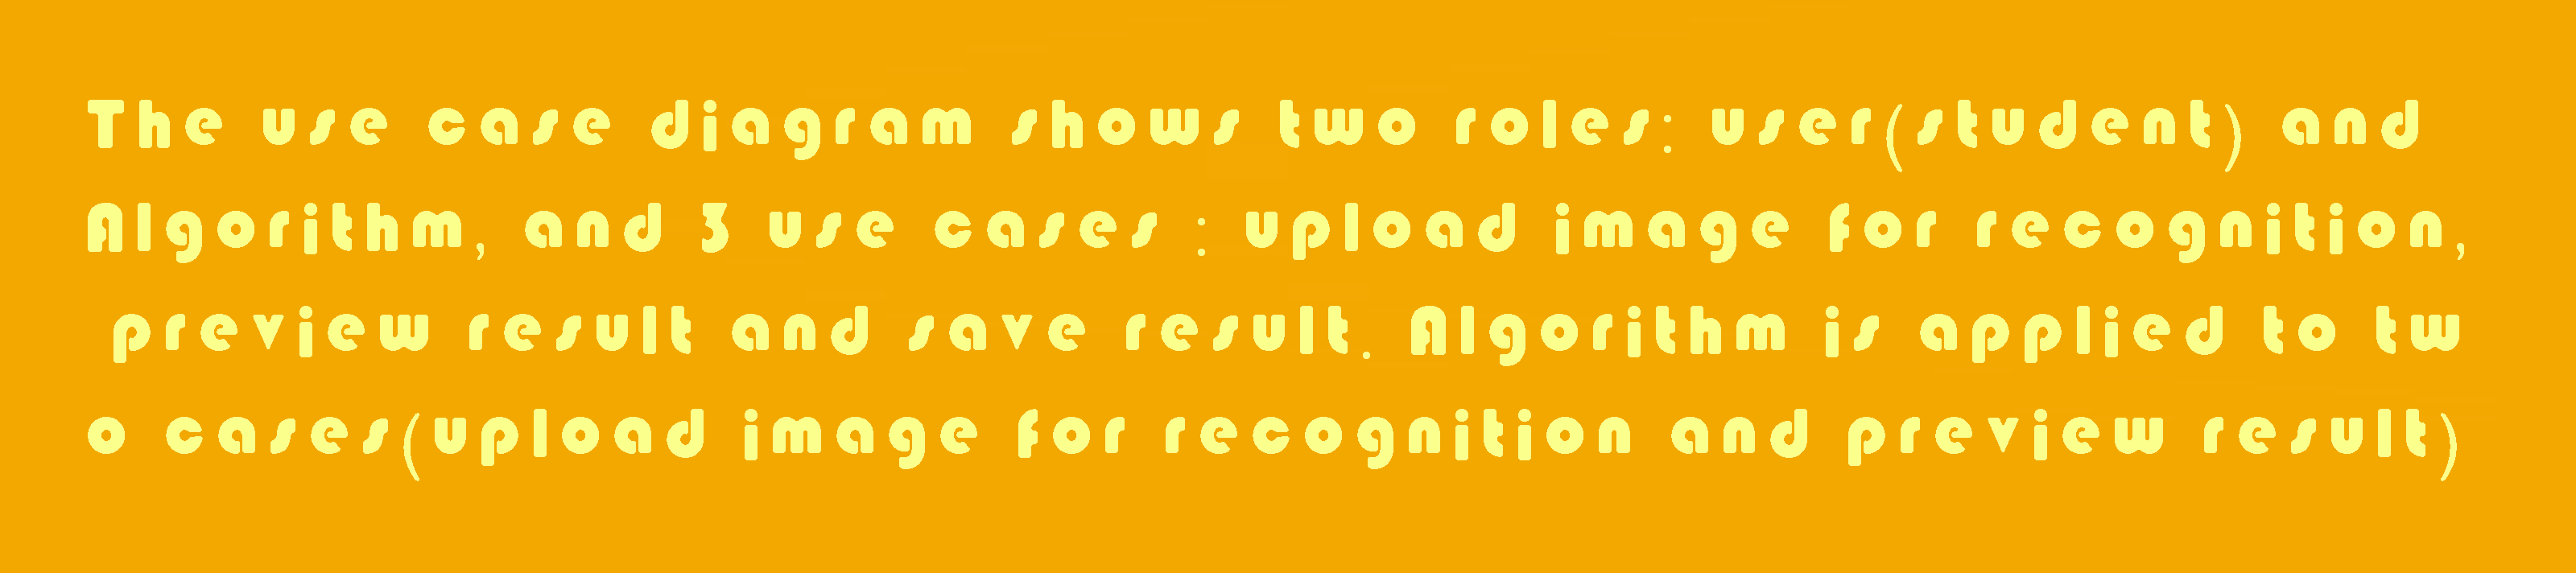 The use case diagram shows two roles: user(student) and
Algorithm, and 3 use cases : upload image for recognition,
preview result and save result. Algorithm is applied to tw
o cases(upload image for recognition and preview result)